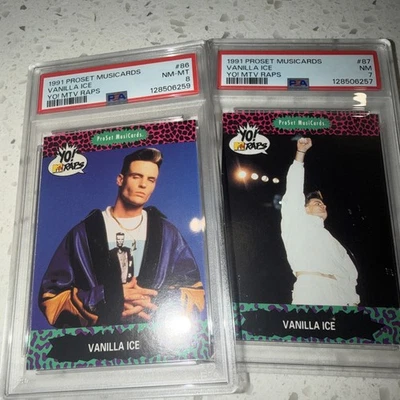 1991 PROSET MUSICARDS #86
VANILLA ICE NM-MT
YO! MTV RAPS 8
PSA 128506259
ProSet MusiCards
YO!
MTV RAPS
VANILLA ICE
1991 PROSET MUSICARDS #87
VANILLA ICE NM
YO! MTV RAPS 7
PSA 128506257
ProSet MusiCards
YO!
MTV RAPS
VANILLA ICE